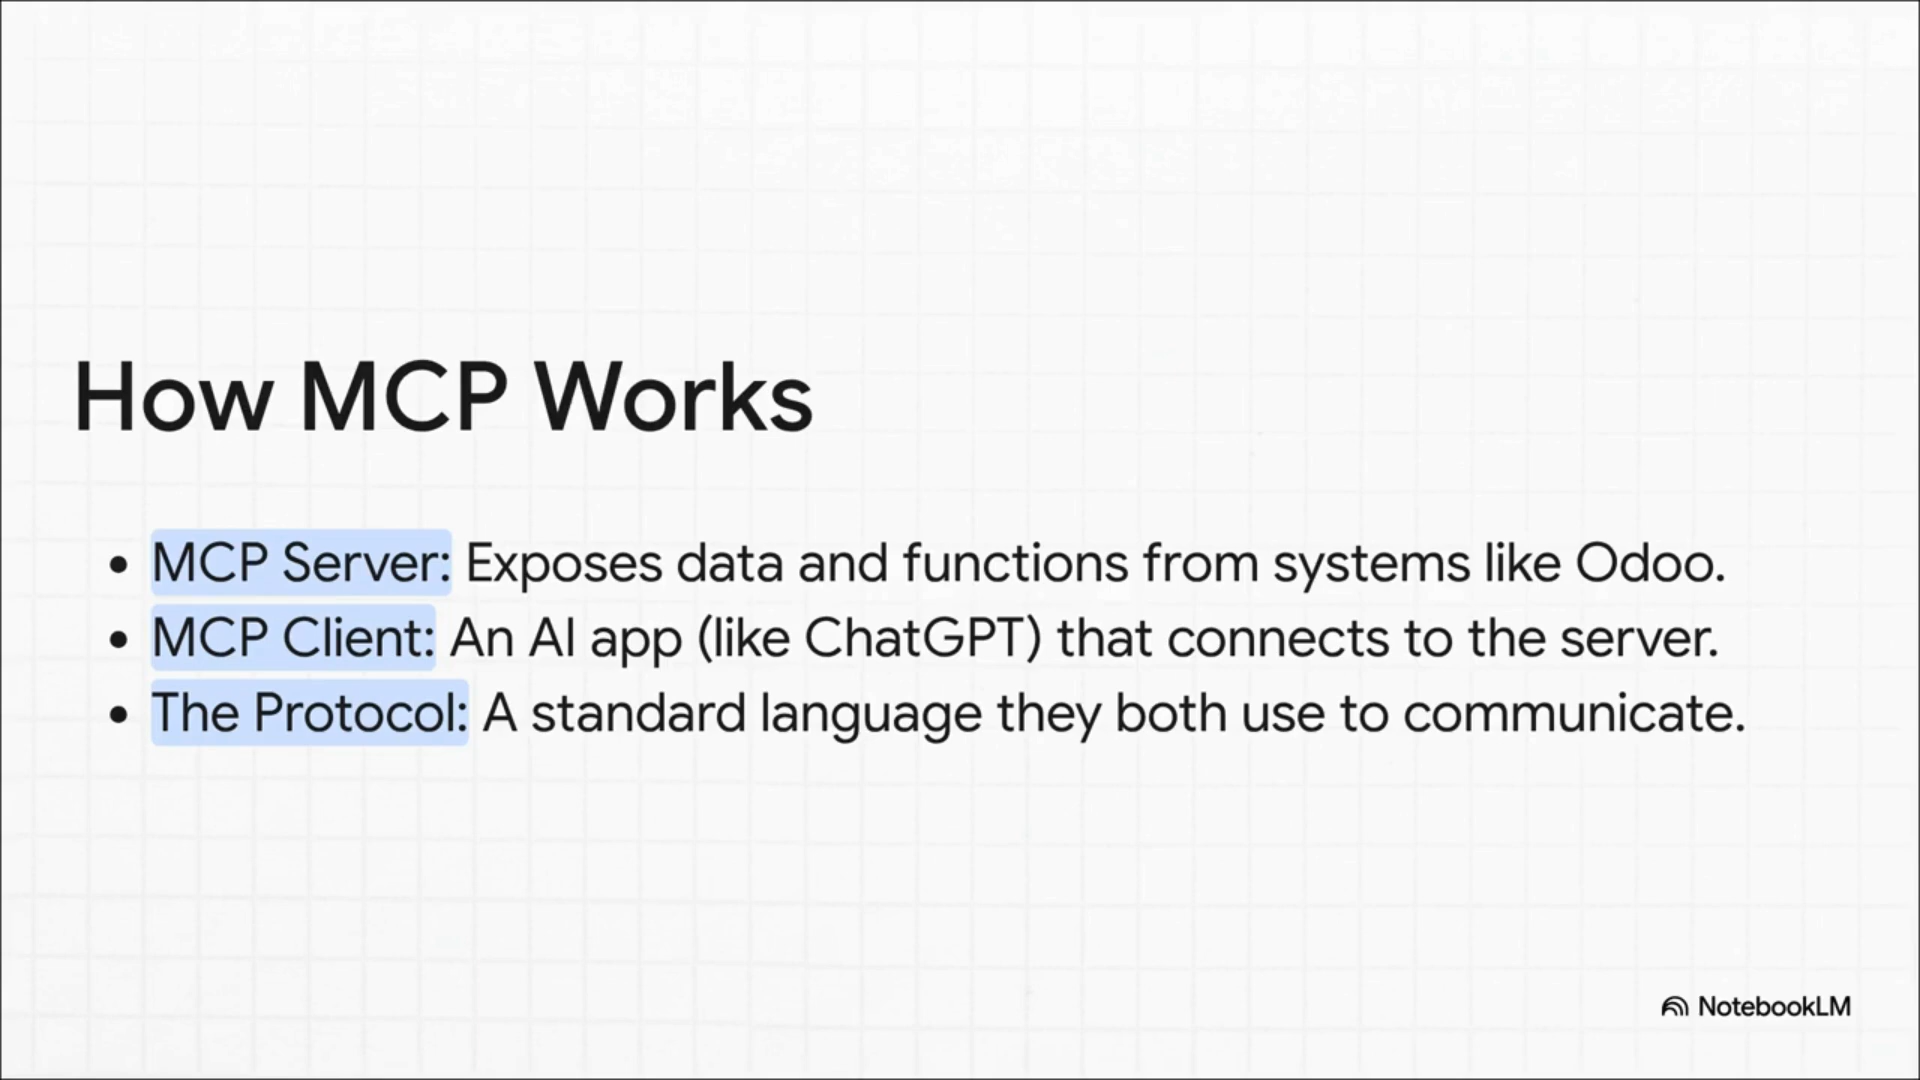 How MCP Works
• MCP Server: Exposes data and functions from systems like Odoo.
• MCP Client: An AI app (like ChatGPT) that connects to the server.
• The Protocol: A standard language they both use to communicate.
NotebookLM